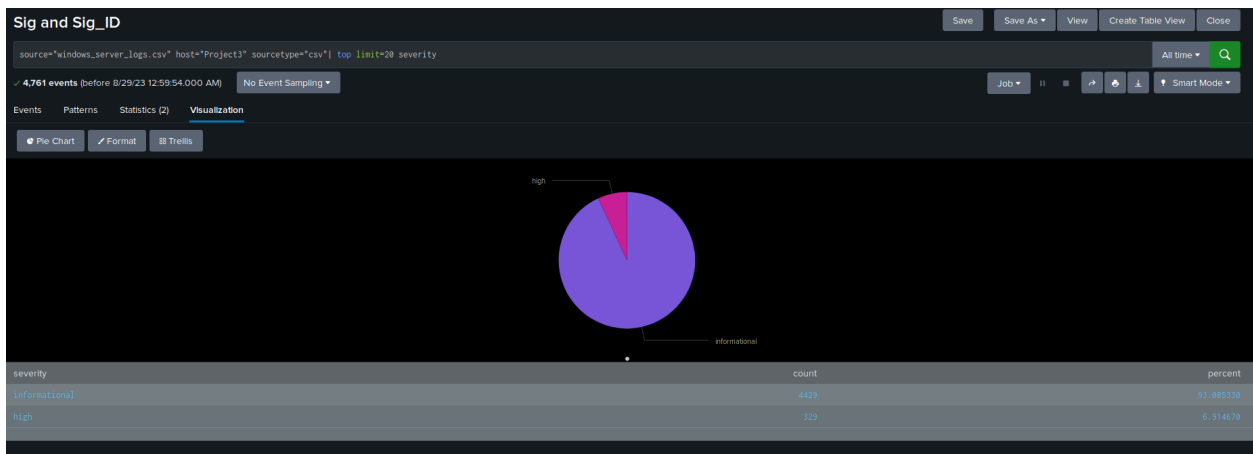 Sig and Sig_ID
Save Save As View Create Table View Close
source="windows_server_logs.csv" host="Project3" sourcetype="csv"| top limit=20 severity
All time
4,761 events (before 8/29/23 12:59:54.000 AM) No Event Sampling
Job Smart Mode
Events Patterns Statistics (2) Visualization
Pie Chart Format Trellis
high
informational
severity count percent
informational 4429 93.085330
high 329 6.914670